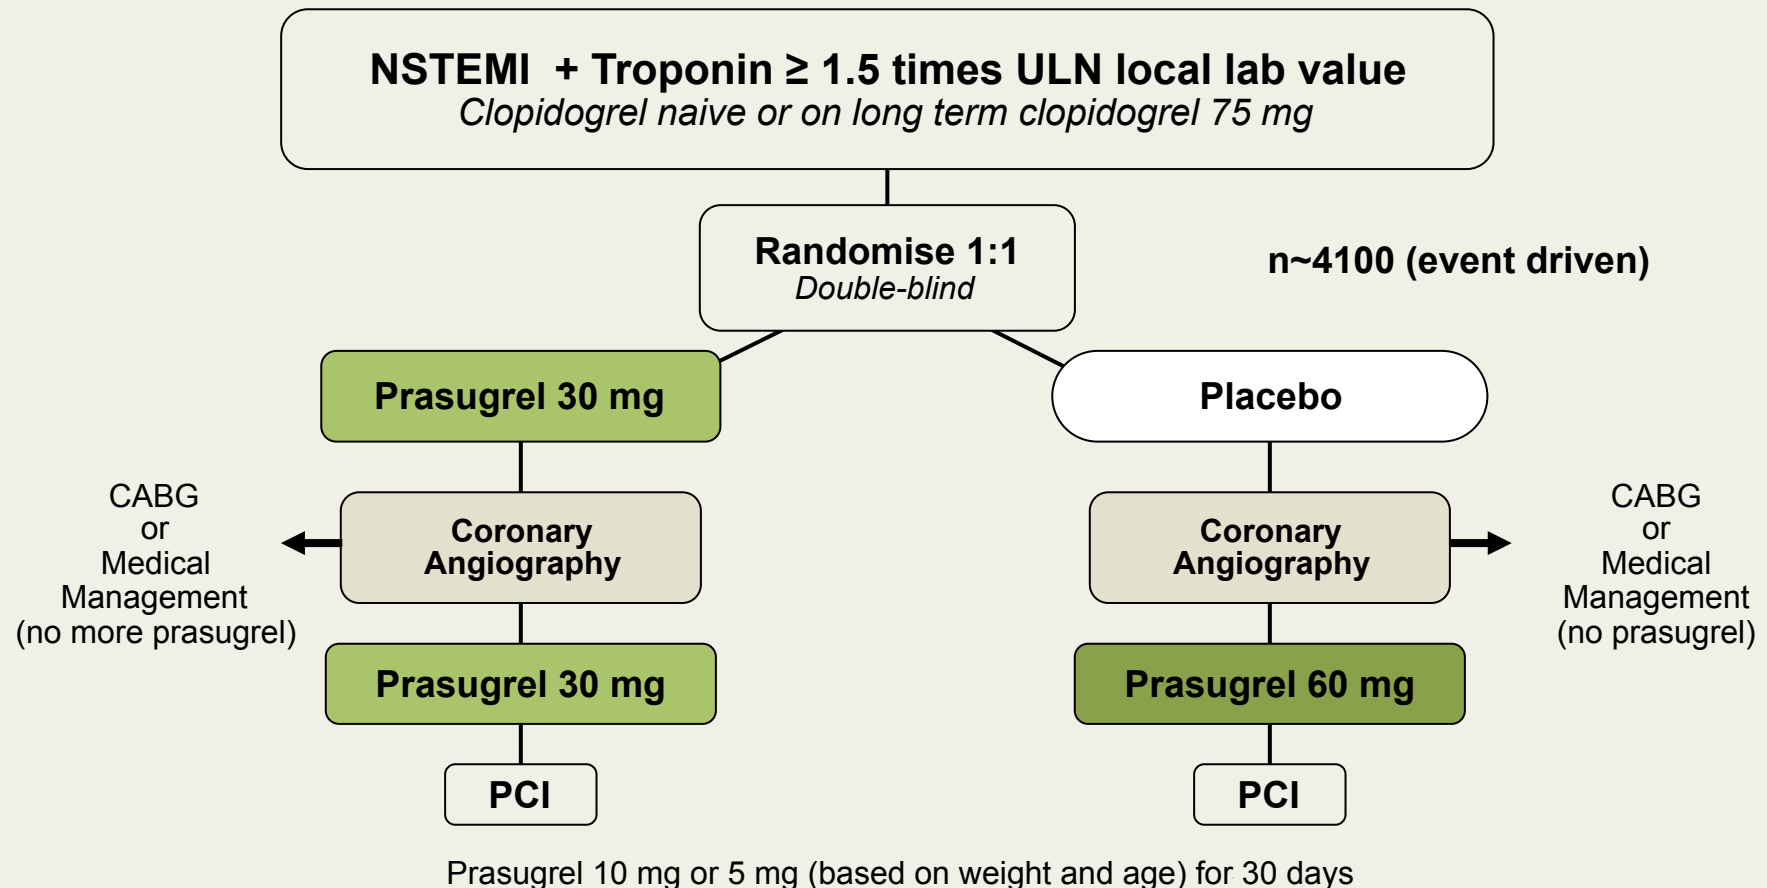 NSTEMI + Troponin ≥ 1.5 times ULN local lab value
Clopidogrel naive or on long term clopidogrel 75 mg
Randomise 1:1
Double-blind
n~4100 (event driven)
Prasugrel 30 mg
Placebo
CABG
or
Medical
Management
(no more prasugrel)
Coronary
Angiography
Coronary
Angiography
CABG
or
Medical
Management
(no prasugrel)
Prasugrel 30 mg
Prasugrel 60 mg
PCI
PCI
Prasugrel 10 mg or 5 mg (based on weight and age) for 30 days